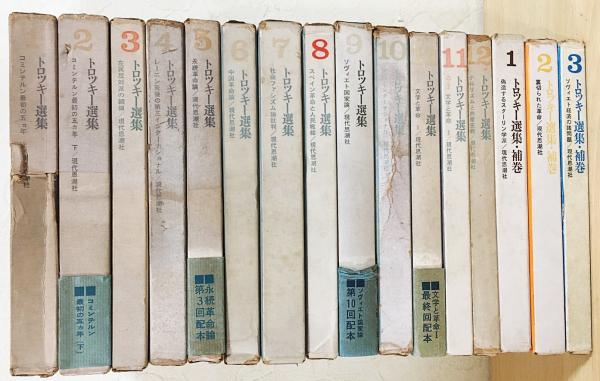 トロツキー選集
コミンテルン最初の五ヵ年
現代思潮社
2
トロツキー選集
コミンテルン最初の五ヵ年 下/現代思潮社
コミンテルン
最初の五ヵ年(下)
3
トロツキー選集
左翼反対派の綱領/現代思潮社
4
トロツキー選集
レーニン死後の第三インターナショナル/現代思潮社
5
トロツキー選集
永続革命論/現代思潮社
永続革命論
第3回配本
6
トロツキー選集
中国革命論/現代思潮社
7
トロツキー選集
社会ファシズム論批判/現代思潮社
8
トロツキー選集
スペイン革命と人民戦線/現代思潮社
9
トロツキー選集
ソヴィエト国家論/現代思潮社
ソヴィエト国家論
第10回配本
10
トロツキー選集
トロツキー選集
文学と革命 I/現代思潮社
文学と革命 I
最終回配本
11
トロツキー選集
文学と革命
現代思潮社
12
トロツキー選集
現代思潮社
1
トロツキー選集・補巻
偽造するスターリン学派/現代思潮社
2
トロツキー選集・補巻
裏切られた革命/現代思潮社
3
トロツキー選集・補巻
ソヴィエト経済の諸問題/現代思潮社